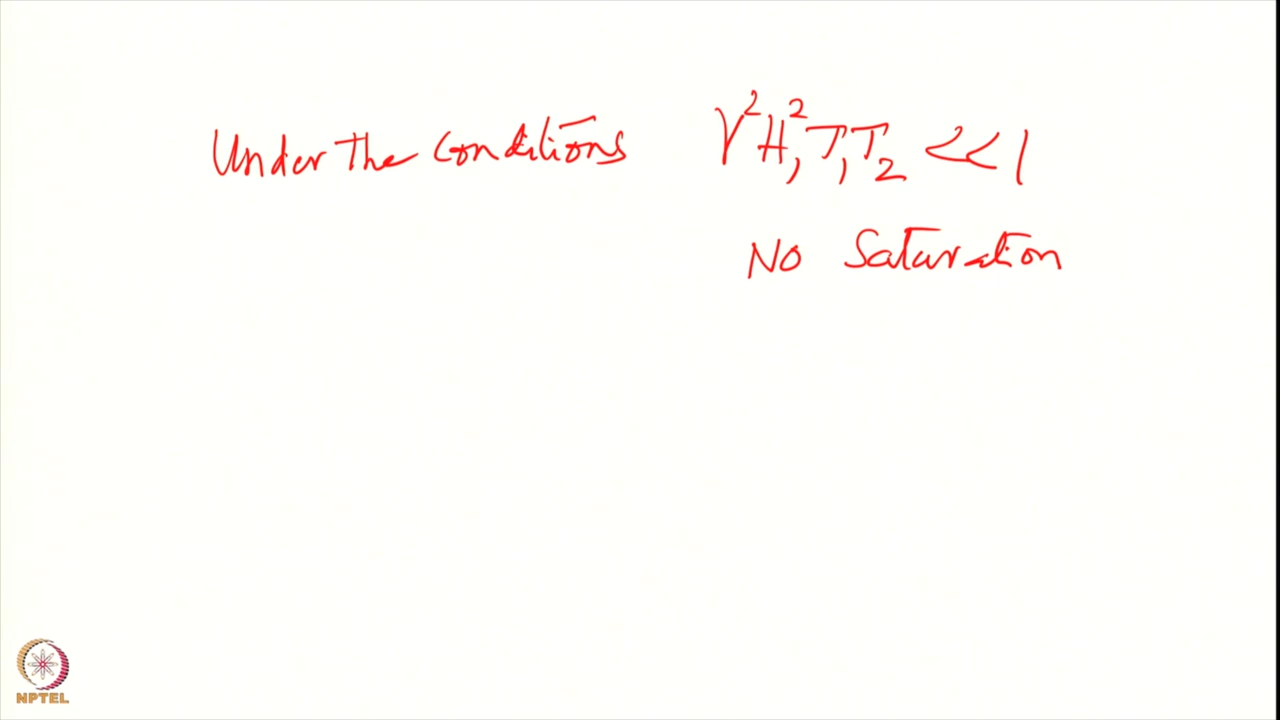 Under the conditions γ²H₁²T₁T₂ << 1
No Saturation
NPTEL